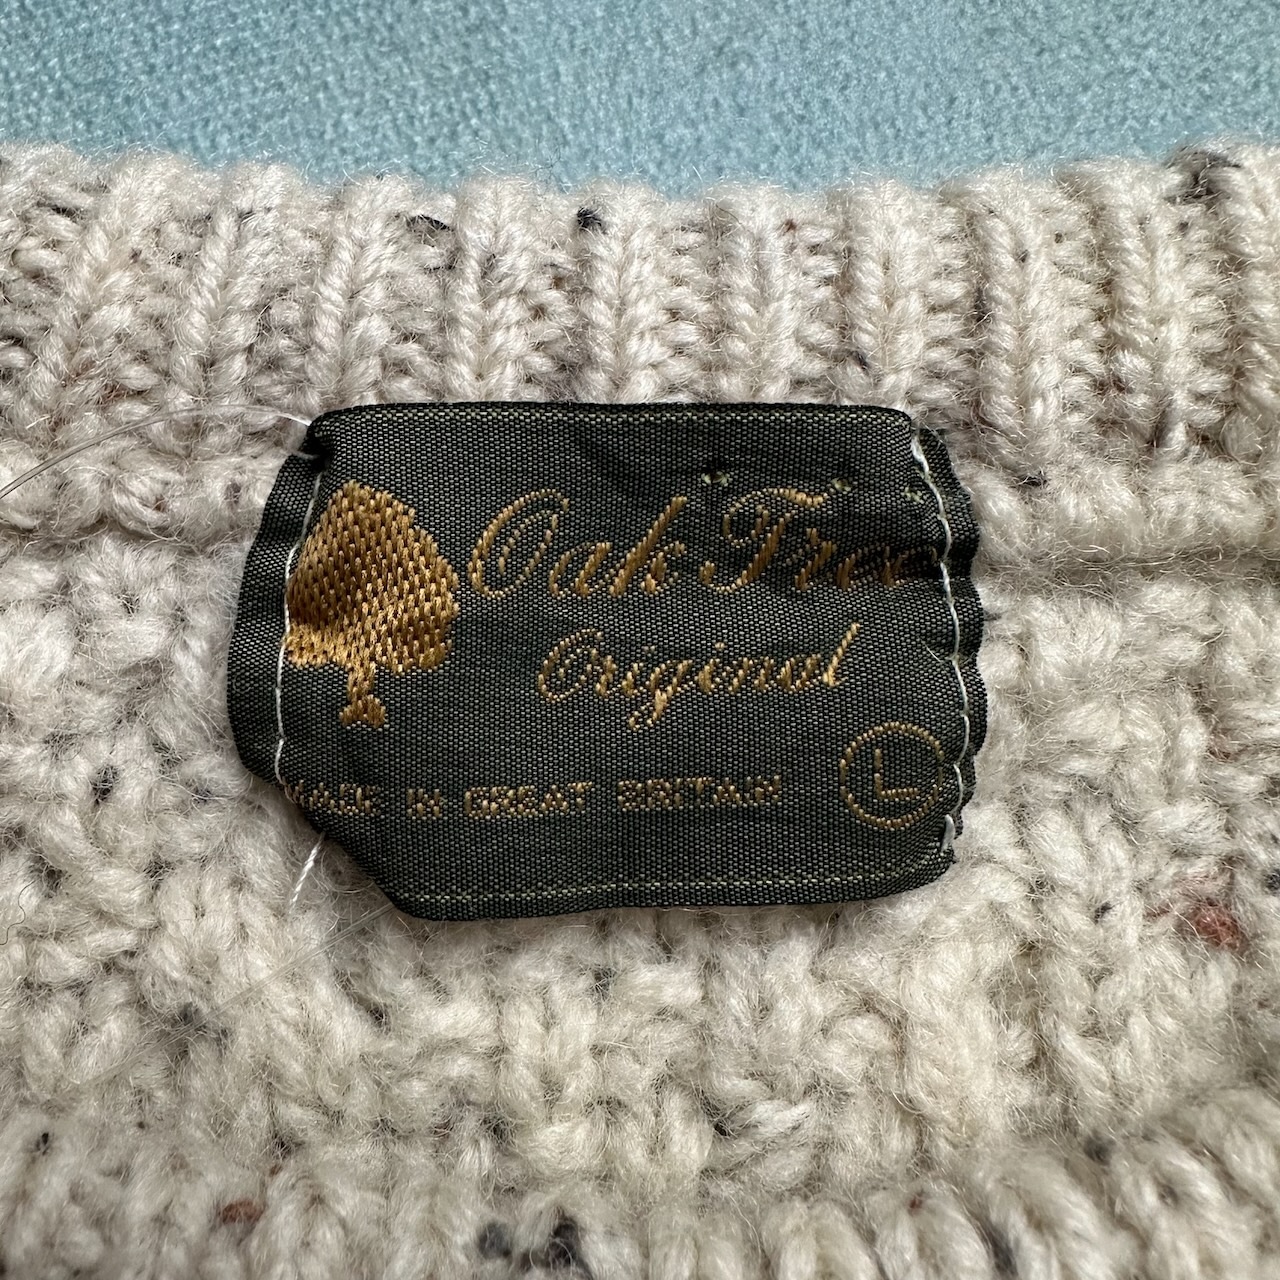 Oak Tree
Original
L
MADE IN GREAT BRITAIN